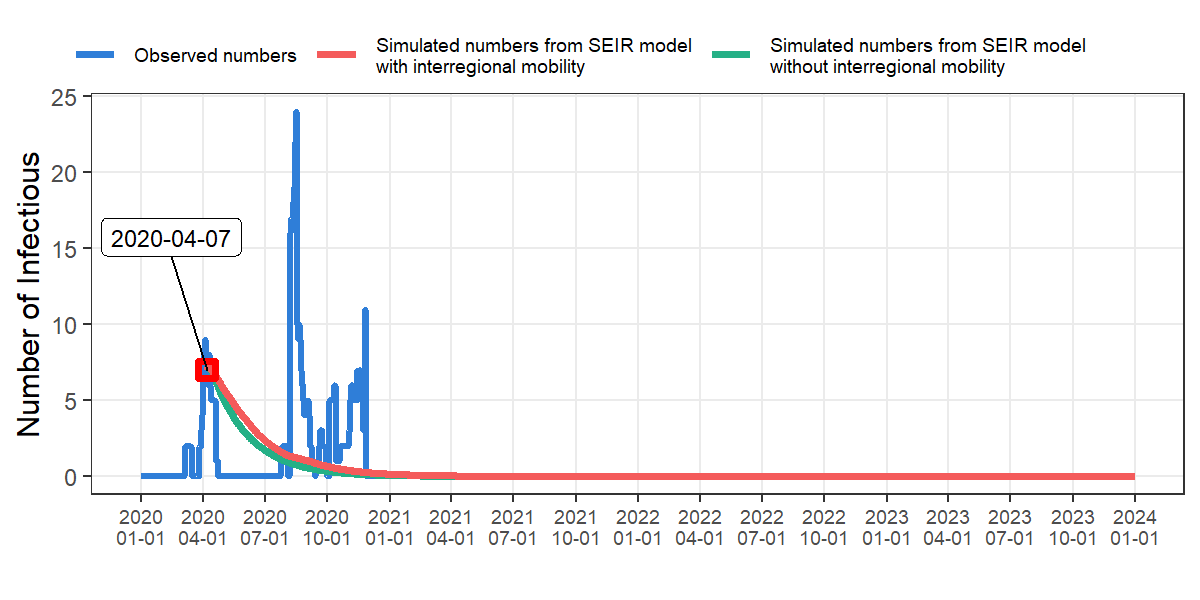 Observed numbers
Simulated numbers from SEIR model
with interregional mobility
Simulated numbers from SEIR model
without interregional mobility
Number of Infectious
25
20
15
10
5
0
2020-04-07
2020 2020 2020 2020 2021 2021 2021 2021 2022 2022 2022 2022 2023 2023 2023 2023 2024
01-01 04-01 07-01 10-01 01-01 04-01 07-01 10-01 01-01 04-01 07-01 10-01 01-01 04-01 07-01 10-01 01-01